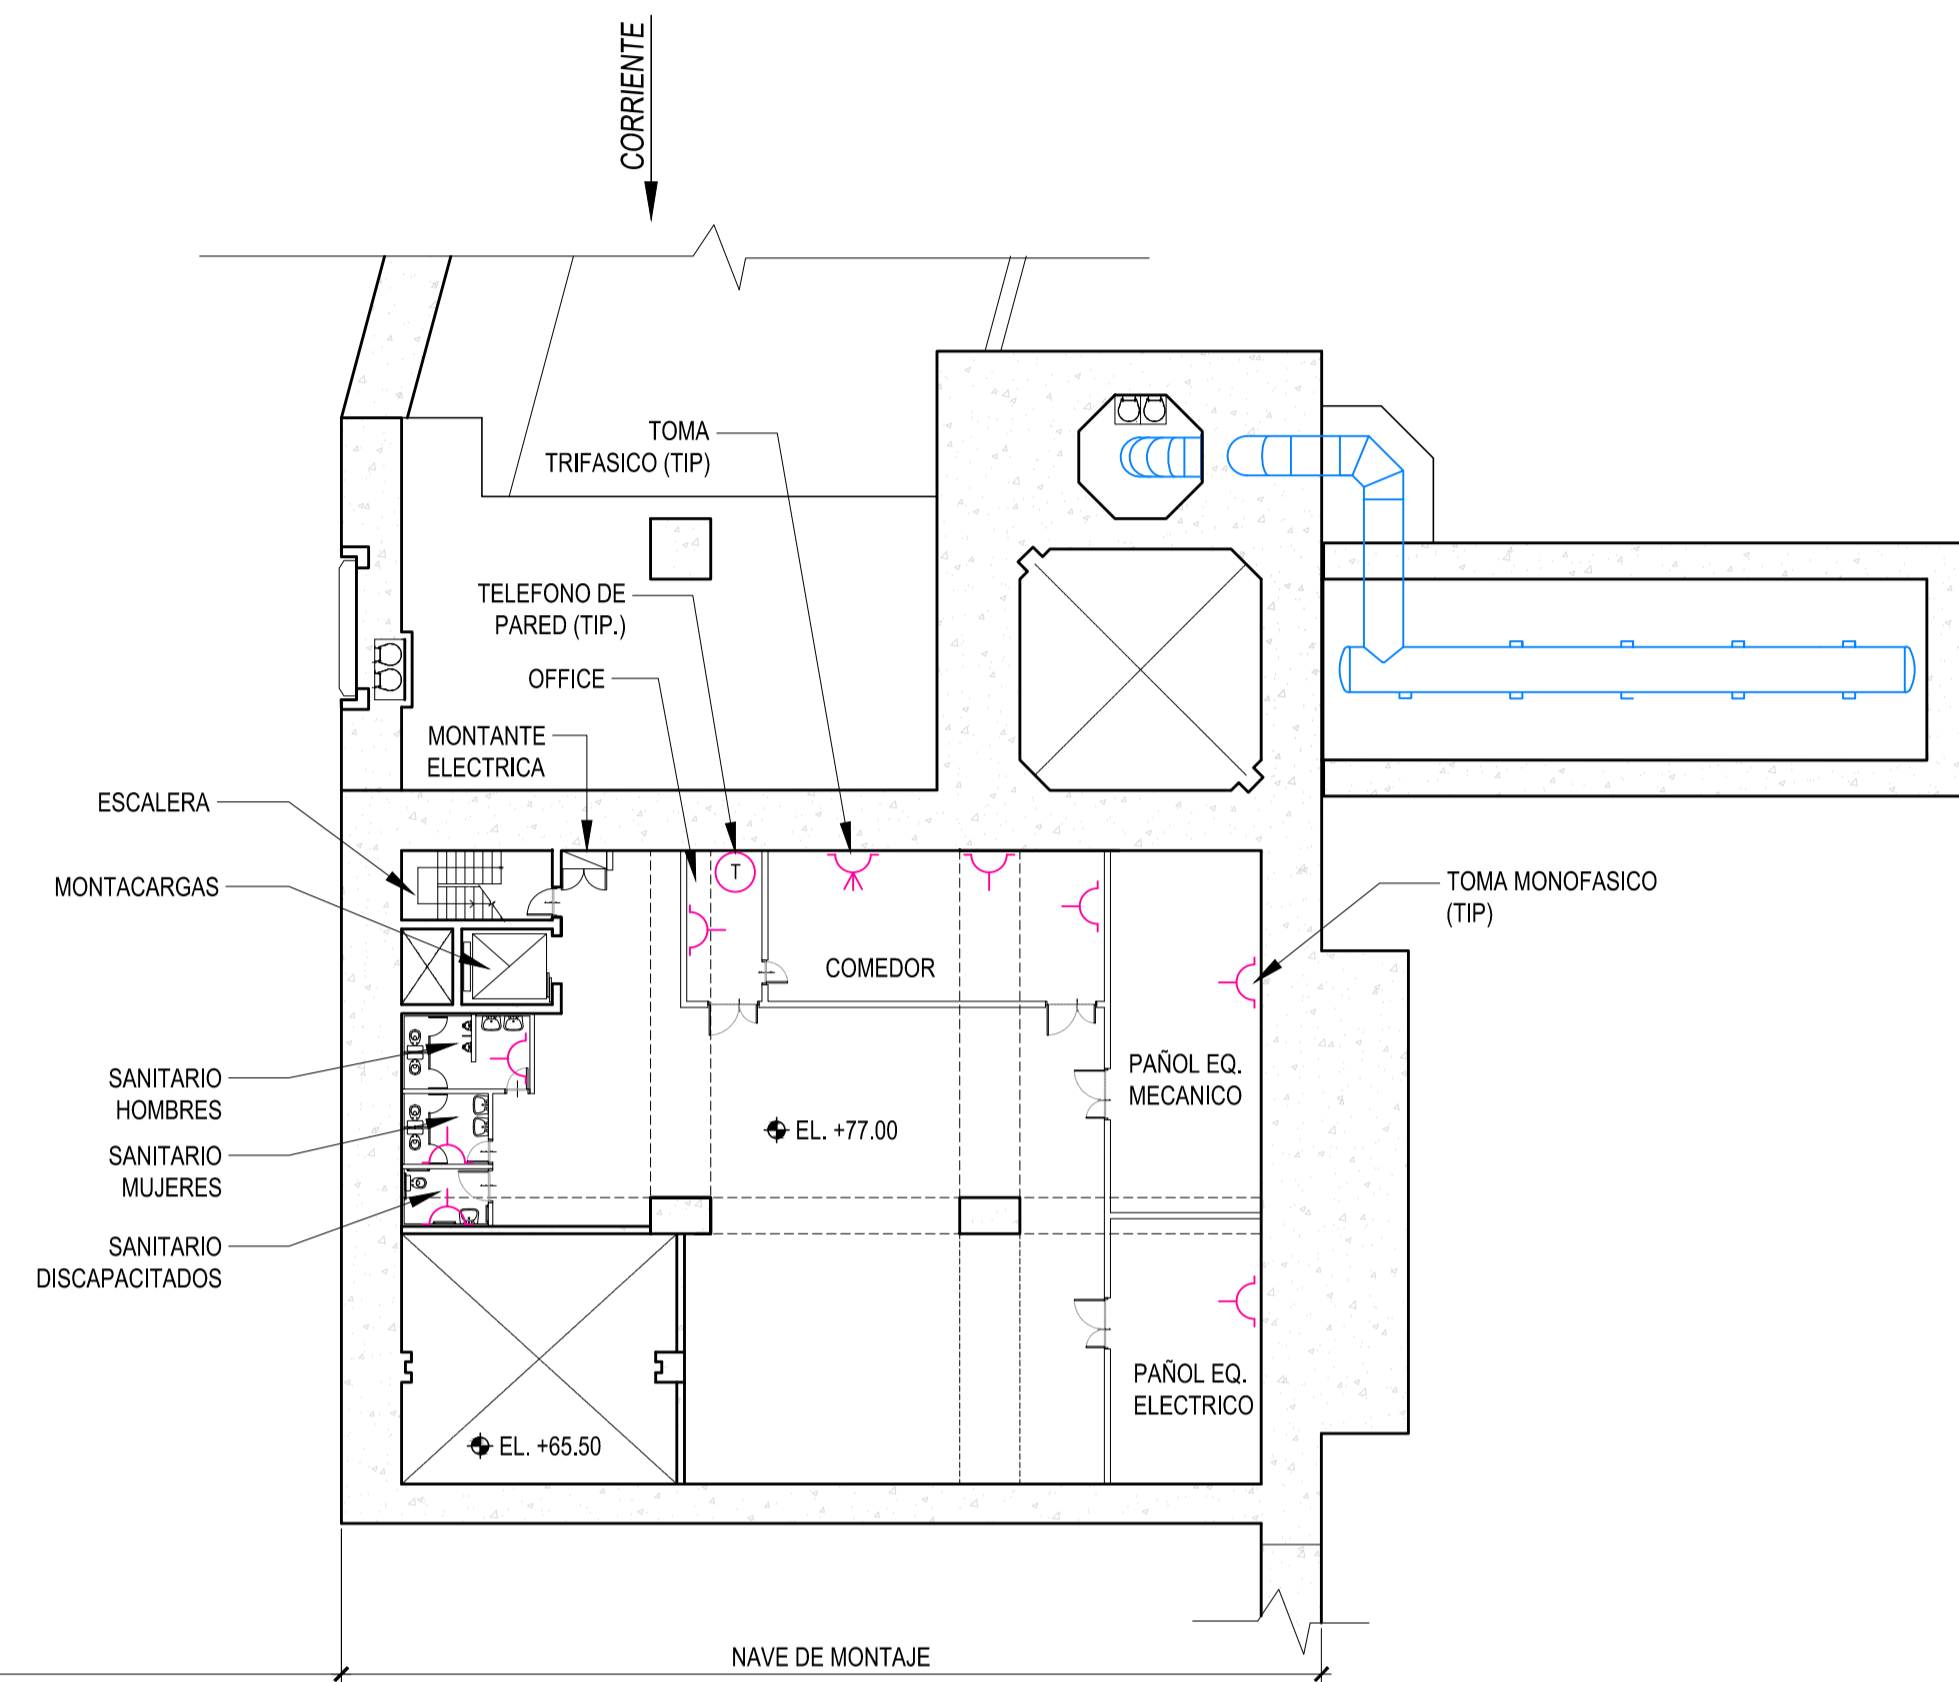 CORRIENTE
TOMA
TRIFASICO (TIP)
TELEFONO DE
PARED (TIP.)
OFFICE
MONTANTE
ELECTRICA
ESCALERA
MONTACARGAS
T
TOMA MONOFASICO
(TIP)
COMEDOR
SANITARIO
HOMBRES
PAÑOL EQ.
MECANICO
EL. +77.00
SANITARIO
MUJERES
SANITARIO
DISCAPACITADOS
PAÑOL EQ.
ELECTRICO
EL. +65.50
NAVE DE MONTAJE